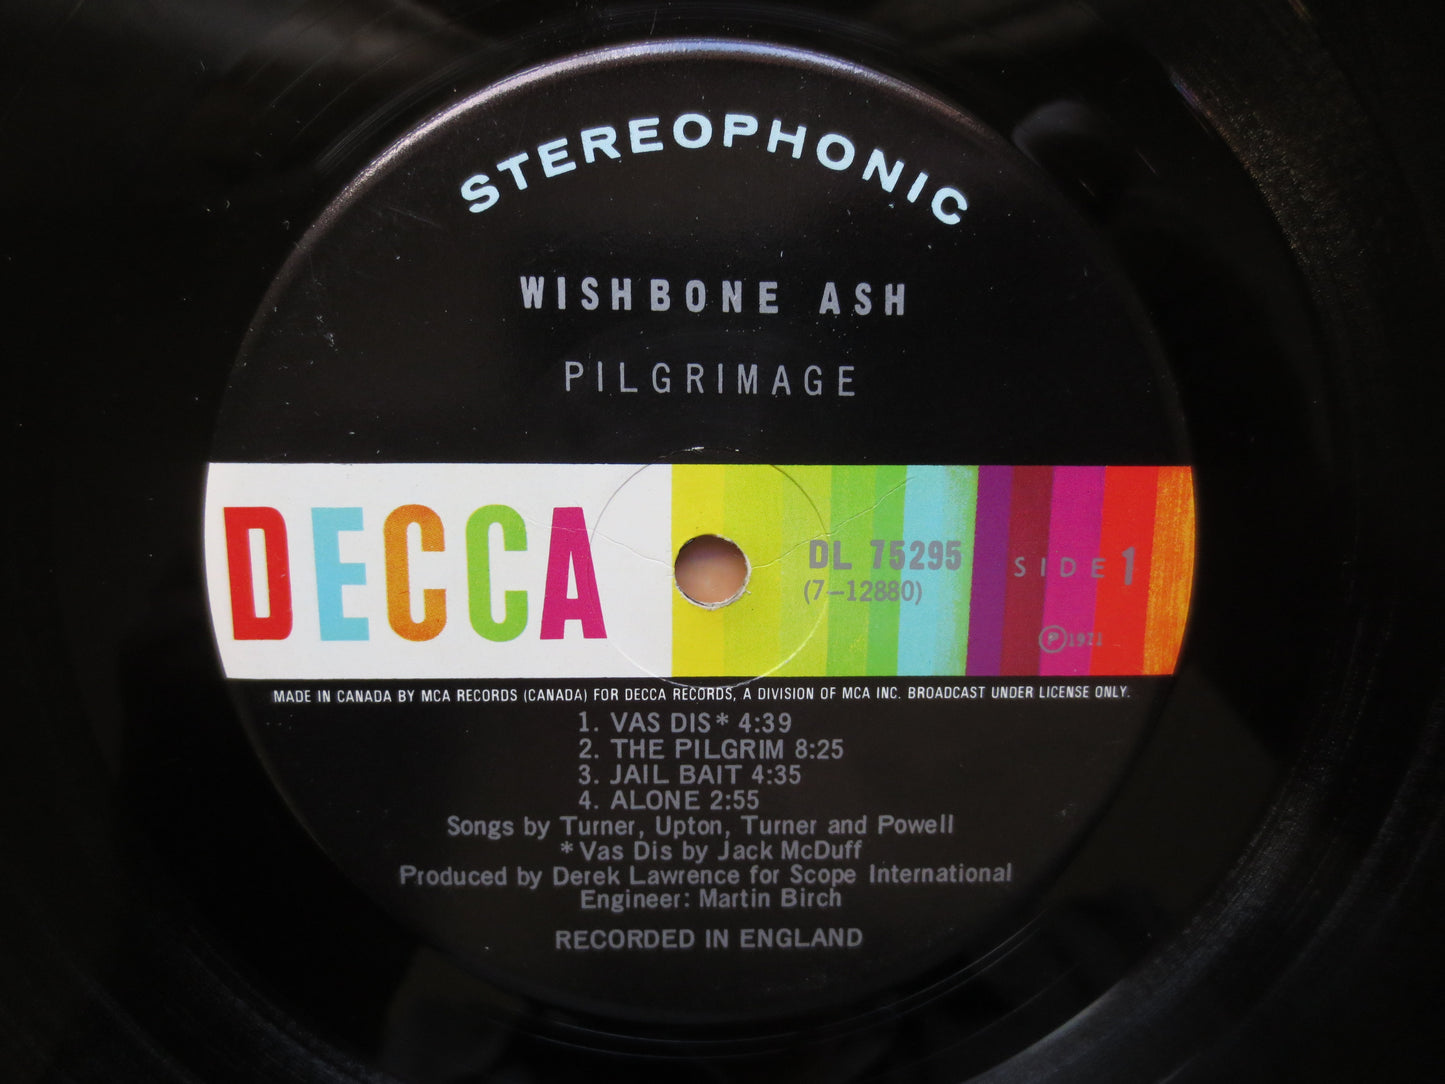 STEREOPHONIC
WISHBONE ASH
PILGRIMAGE
DECCA
DL 75295
(7-12880)
SIDE 1
Ⓟ1971
MADE IN CANADA BY MCA RECORDS (CANADA) FOR DECCA RECORDS, A DIVISION OF MCA INC. BROADCAST UNDER LICENSE ONLY.
1. VAS DIS* 4:39
2. THE PILGRIM 8:25
3. JAIL BAIT 4:35
4. ALONE 2:55
Songs by Turner, Upton, Turner and Powell
* Vas Dis by Jack McDuff
Produced by Derek Lawrence for Scope International
Engineer: Martin Birch
RECORDED IN ENGLAND